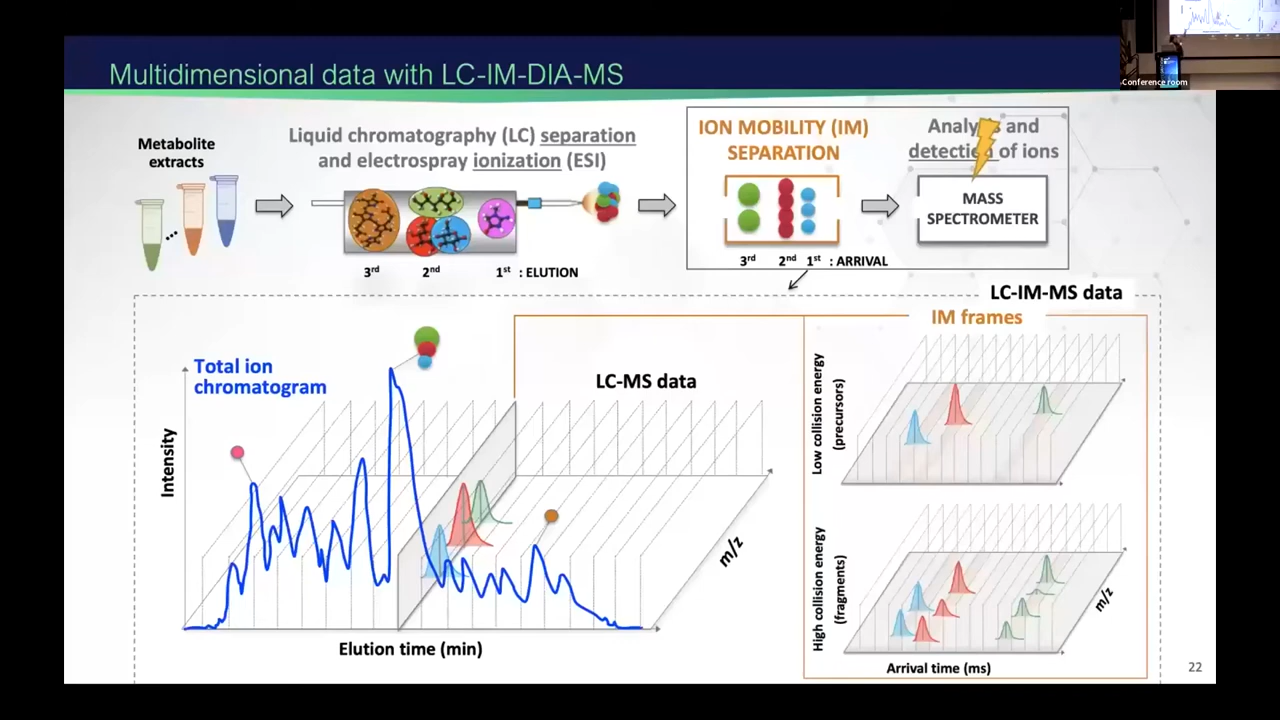 Multidimensional data with LC-IM-DIA-MS
Conference room
Metabolite
extracts
Liquid chromatography (LC) separation
and electrospray ionization (ESI)
3rd
2nd
1st : ELUTION
ION MOBILITY (IM)
SEPARATION
3rd
2nd
1st : ARRIVAL
Analysis and
detection of ions
MASS
SPECTROMETER
LC-IM-MS data
IM frames
Total ion
chromatogram
LC-MS data
Intensity
Elution time (min)
m/z
Low collision energy
(precursors)
High collision energy
(fragments)
m/z
Arrival time (ms)
22